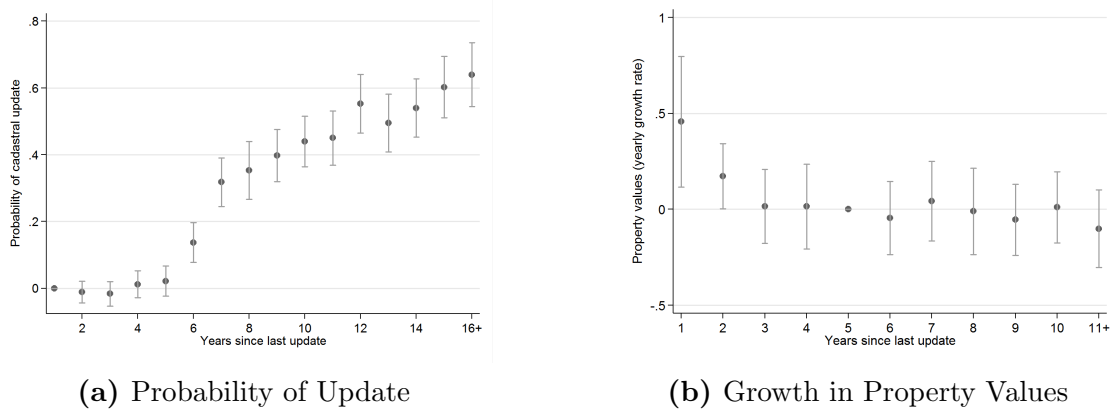 .8
.6
.4
.2
0
Probability of cadastral update
2 4 6 8 10 12 14 16+
Years since last update
(a) Probability of Update
1
.5
0
-.5
Property values (yearly growth rate)
1 2 3 4 5 6 7 8 9 10 11+
Years since last update
(b) Growth in Property Values